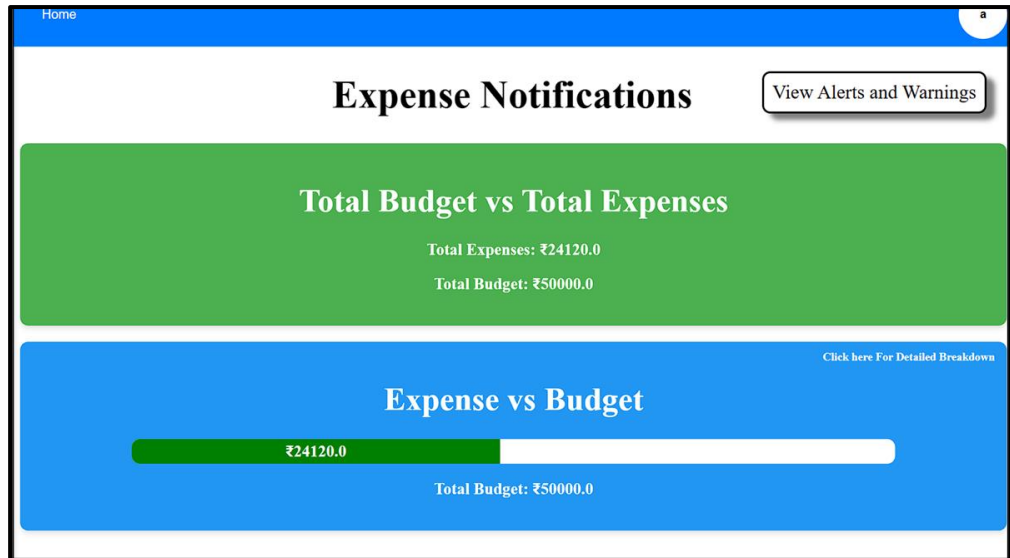 Home
a
Expense Notifications
View Alerts and Warnings
Total Budget vs Total Expenses
Total Expenses: ₹24120.0
Total Budget: ₹50000.0
Click here For Detailed Breakdown
Expense vs Budget
₹24120.0
Total Budget: ₹50000.0